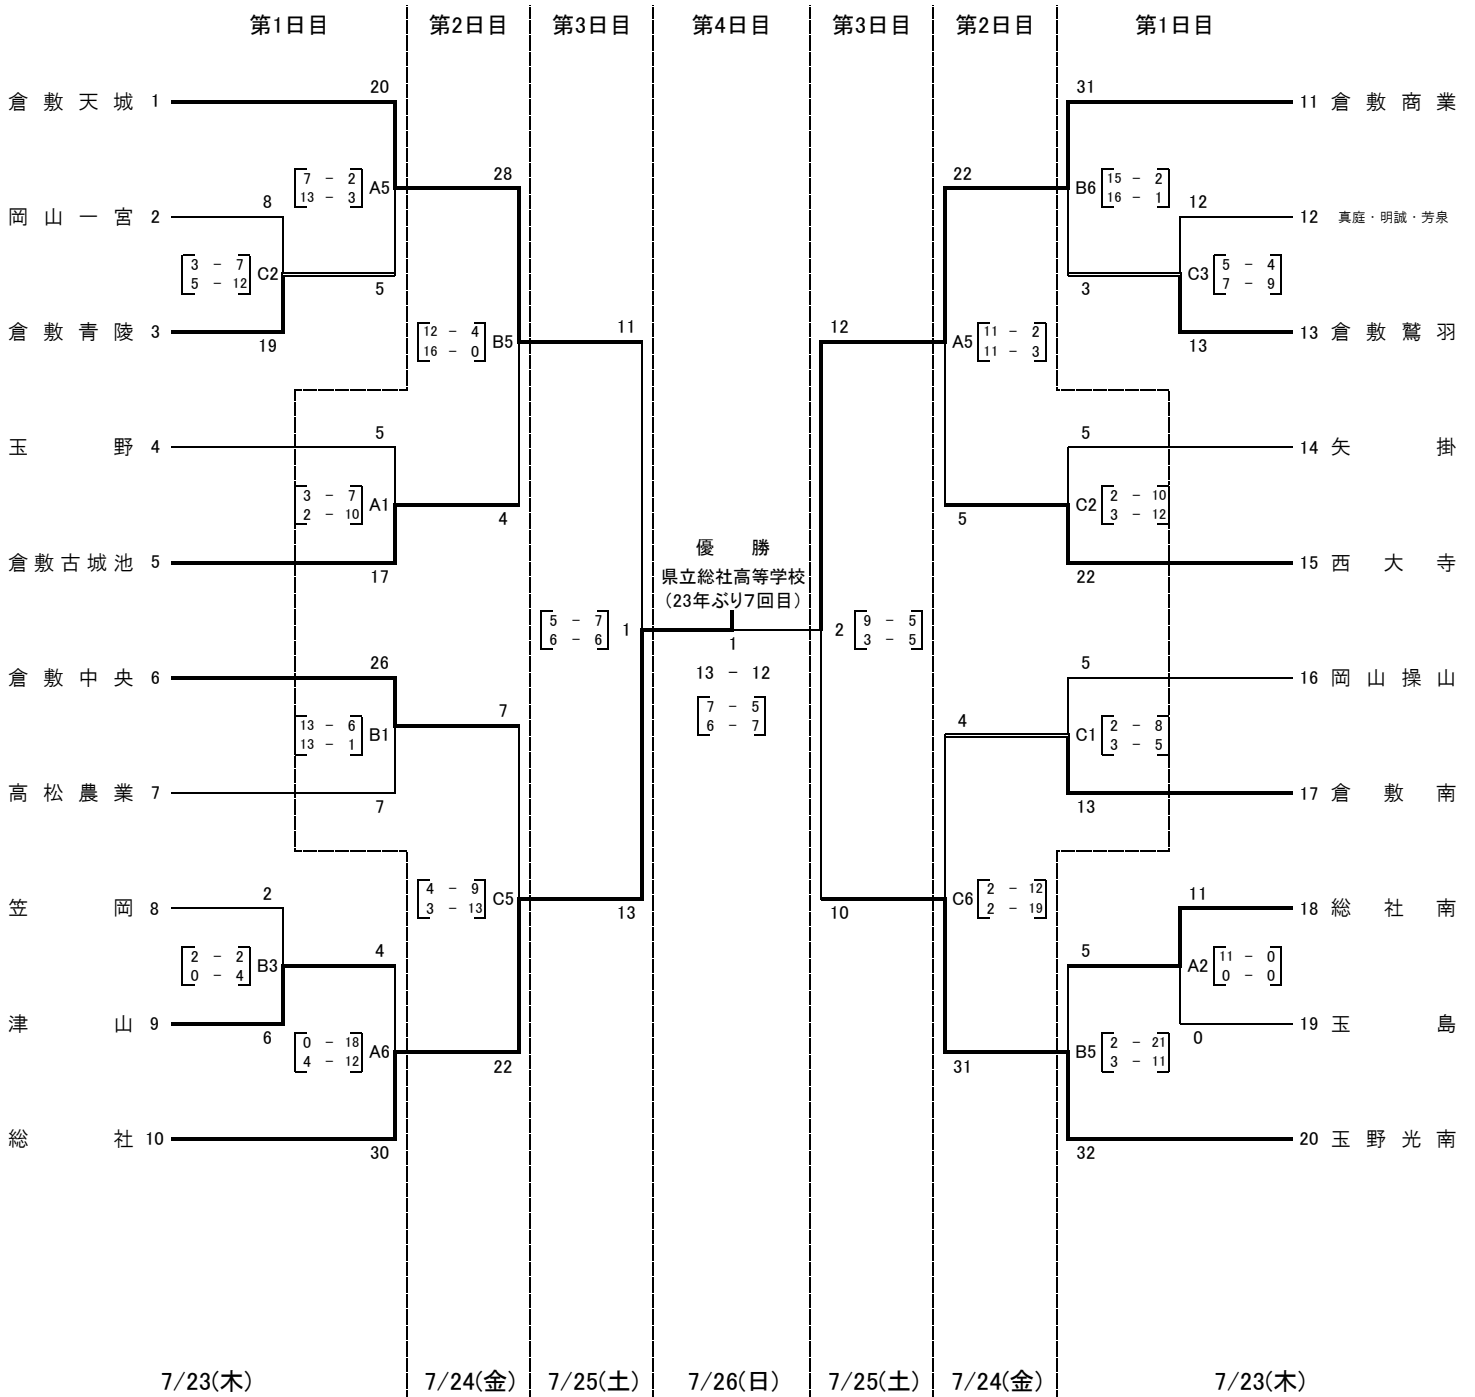 第1日目 第2日目 第3日目 第4日目 第3日目 第2日目 第1日目
20 31
倉敷天城 1 11 倉敷商業
28 22
7 - 2 A5 B6 15 - 2
13 - 3 16 - 1
8 12
岡山一宮 2 12 真庭・明誠・芳泉
3 - 7 C2 C3 5 - 4
5 - 12 7 - 9
5 3
11 12
倉敷青陵 3 12 - 4 B5 A5 11 - 2 13 倉敷鷲羽
19 16 - 0 11 - 3 13
5 5
玉野 4 14 矢掛
3 - 7 A1 C2 2 - 10
2 - 10 3 - 12
4 5
優勝
倉敷古城池 5 15 西大寺
17 県立総社高等学校 22
(23年ぶり7回目)
5 - 7 1 2 9 - 5
6 - 6 3 - 5
1
26 5
倉敷中央 6 13 - 12 16 岡山操山
7 7 - 5 4
13 - 6 B1 6 - 7 C1 2 - 8
13 - 1 3 - 5
高松農業 7 17 倉敷南
7 13
4 - 9 C5 C6 2 - 12
3 - 13 2 - 19
2 11
笠岡 8 13 10 18 総社南
4 5
2 - 2 B3 A2 11 - 0
0 - 4 0 - 0
津山 9 19 玉島
6 0
0 - 18 A6 B5 2 - 21
4 - 12 3 - 11
22 31
総社 10 20 玉野光南
30 32
7/23(木) 7/24(金) 7/25(土) 7/26(日) 7/25(土) 7/24(金) 7/23(木)